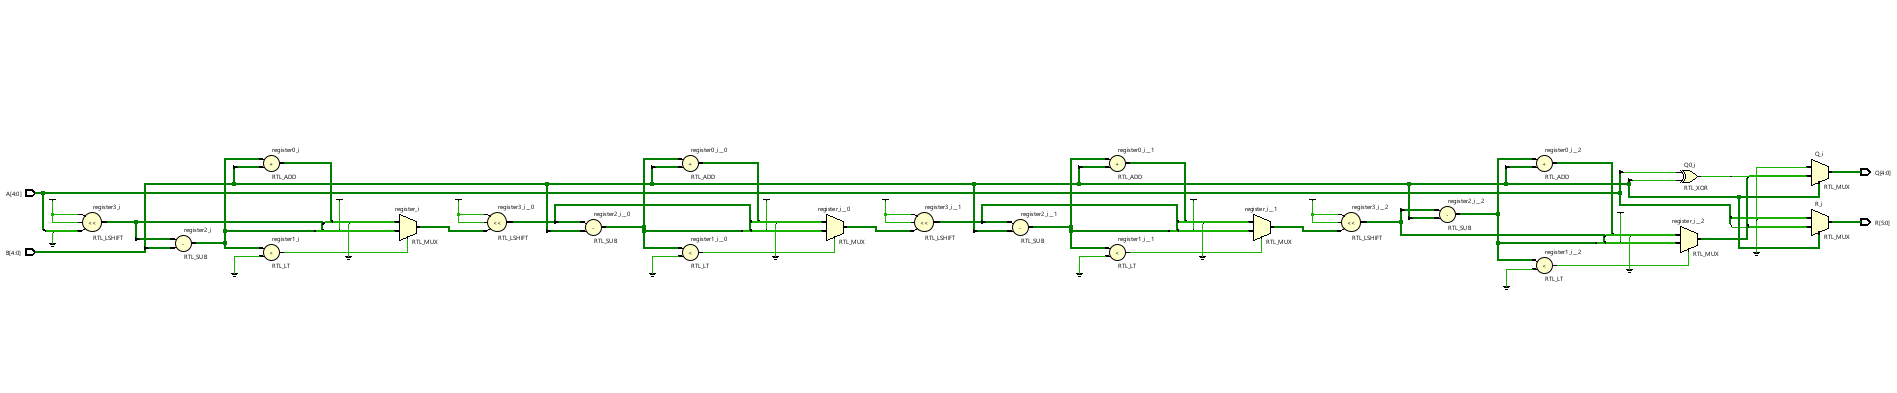 register0_i
+
RTL_ADD
register0_i__0
+
RTL_ADD
register0_i__1
+
RTL_ADD
register0_i__2
+
RTL_ADD
Q_i
RTL_MUX
Q[4:0]
Q0_i
RTL_XOR
A[4:0]
register3_i
<<
RTL_LSHIFT
register_i
RTL_MUX
register3_i__0
<<
RTL_LSHIFT
register2_i__0
-
RTL_SUB
register_i__0
RTL_MUX
register3_i__1
<<
RTL_LSHIFT
register2_i__1
-
RTL_SUB
register_i__1
RTL_MUX
register3_i__2
<<
RTL_LSHIFT
register2_i__2
-
RTL_SUB
register_i__2
RTL_MUX
R_i
RTL_MUX
R[5:0]
B[4:0]
register2_i
-
RTL_SUB
register1_i
<
RTL_LT
register1_i__0
<
RTL_LT
register1_i__1
<
RTL_LT
register1_i__2
<
RTL_LT